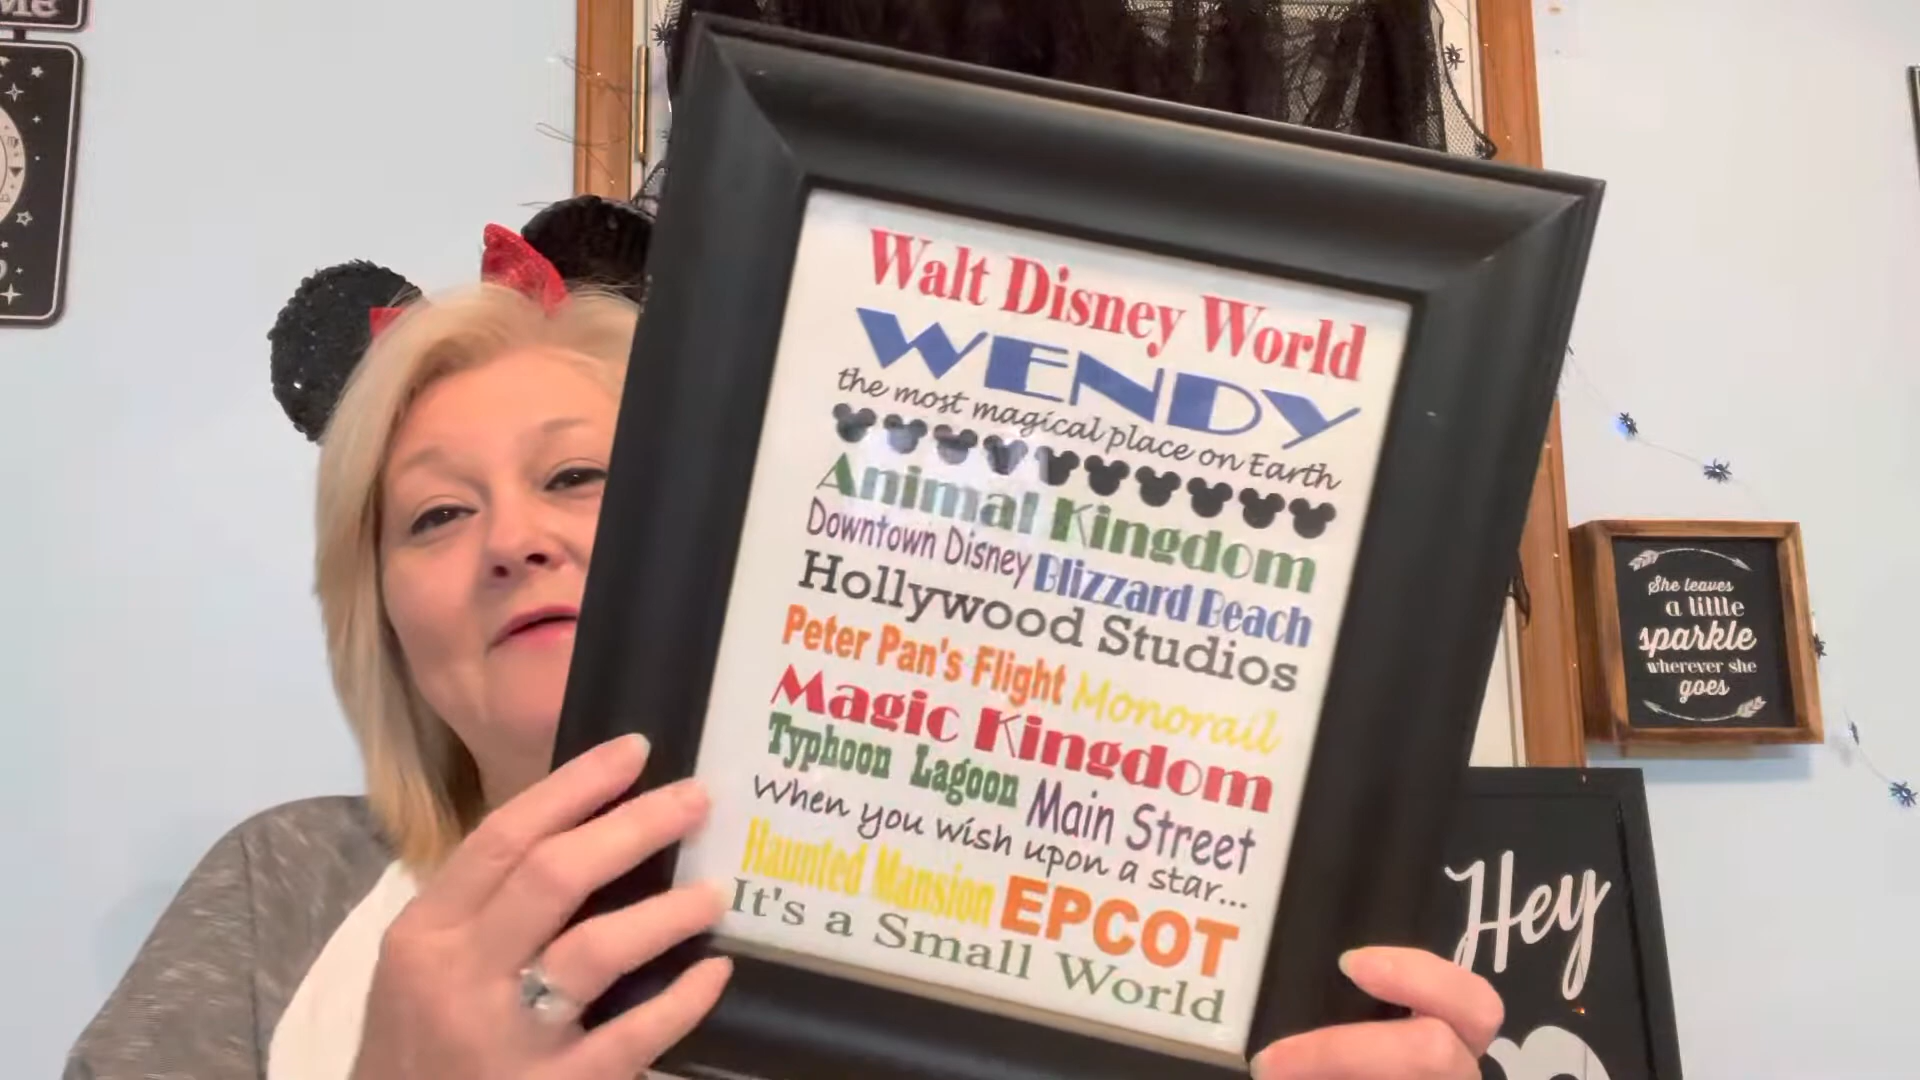 Me
Walt Disney World
WENDY
the most magical place on Earth
Animal Kingdom
Downtown Disney Blizzard Beach
Hollywood Studios
Peter Pan's Flight Monorail
Magic Kingdom
Typhoon Lagoon Main Street
When you wish upon a star...
Haunted Mansion EPCOT
It's a Small World
She leaves
a little
sparkle
wherever she
goes
Hey